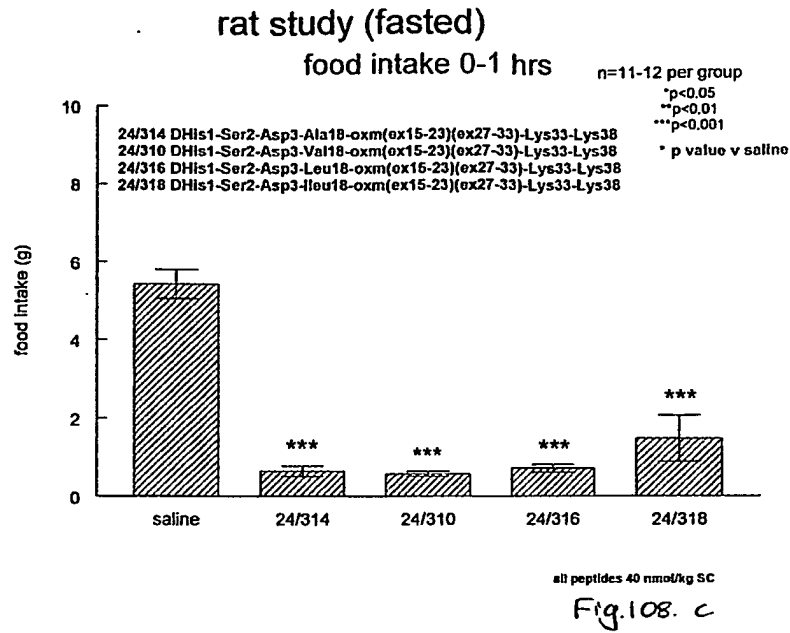 rat study (fasted)
food intake 0-1 hrs
n=11-12 per group
*p<0.05
**p<0.01
***p<0.001
* p value v saline
24/314 DHis1-Ser2-Asp3-Ala18-oxm(ex15-23)(ex27-33)-Lys33-Lys38
24/310 DHis1-Ser2-Asp3-Val18-oxm(ex15-23)(ex27-33)-Lys33-Lys38
24/316 DHis1-Ser2-Asp3-Leu18-oxm(ex15-23)(ex27-33)-Lys33-Lys38
24/318 DHis1-Ser2-Asp3-Ileu18-oxm(ex15-23)(ex27-33)-Lys33-Lys38
food intake (g)
10
8
6
4
2
0
***
***
***
***
saline 24/314 24/310 24/316 24/318
all peptides 40 nmol/kg SC
Fig.108. c